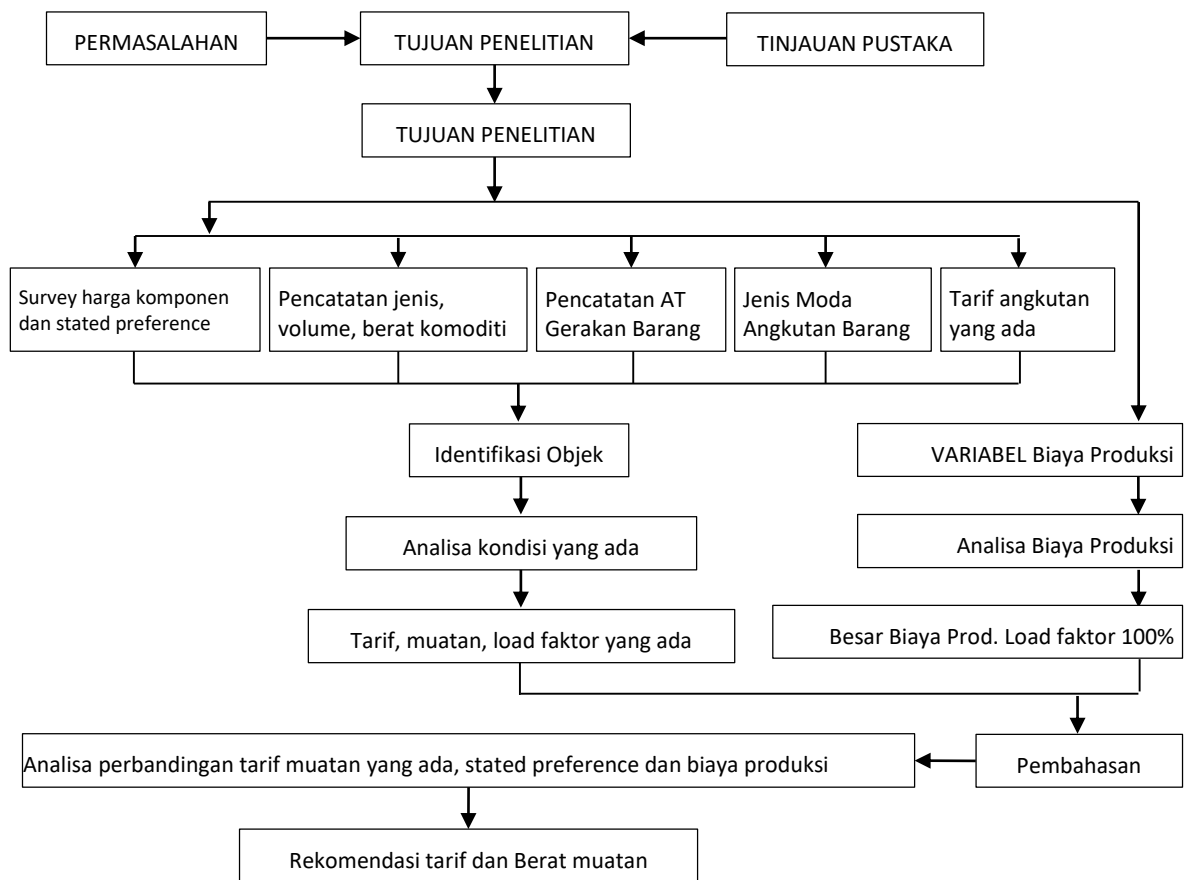 PERMASALAHAN
TUJUAN PENELITIAN
TINJAUAN PUSTAKA
TUJUAN PENELITIAN
Survey harga komponen
dan stated preference
Pencatatan jenis,
volume, berat komoditi
Pencatatan AT
Gerakan Barang
Jenis Moda
Angkutan Barang
Tarif angkutan
yang ada
Identifikasi Objek
VARIABEL Biaya Produksi
Analisa kondisi yang ada
Analisa Biaya Produksi
Tarif, muatan, load faktor yang ada
Besar Biaya Prod. Load faktor 100%
Analisa perbandingan tarif muatan yang ada, stated preference dan biaya produksi
Pembahasan
Rekomendasi tarif dan Berat muatan